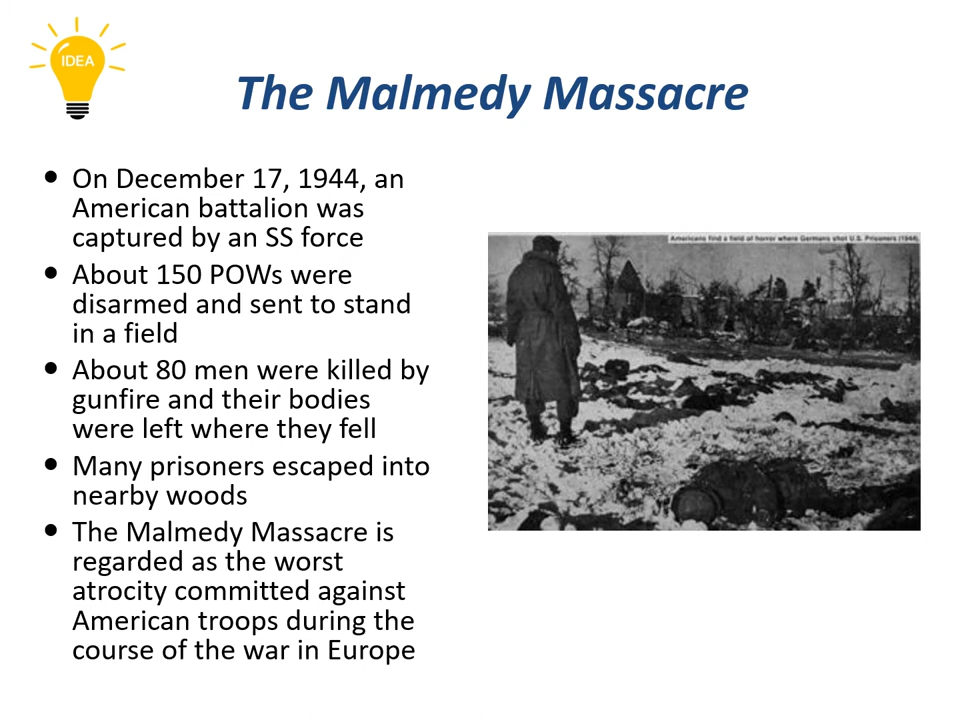 IDEA
The Malmedy Massacre
• On December 17, 1944, an
American battalion was
captured by an SS force
• About 150 POWs were
disarmed and sent to stand
in a field
• About 80 men were killed by
gunfire and their bodies
were left where they fell
• Many prisoners escaped into
nearby woods
• The Malmedy Massacre is
regarded as the worst
atrocity committed against
American troops during the
course of the war in Europe
Americans find a field of horror where Germans shot U.S. Prisoners (1944)